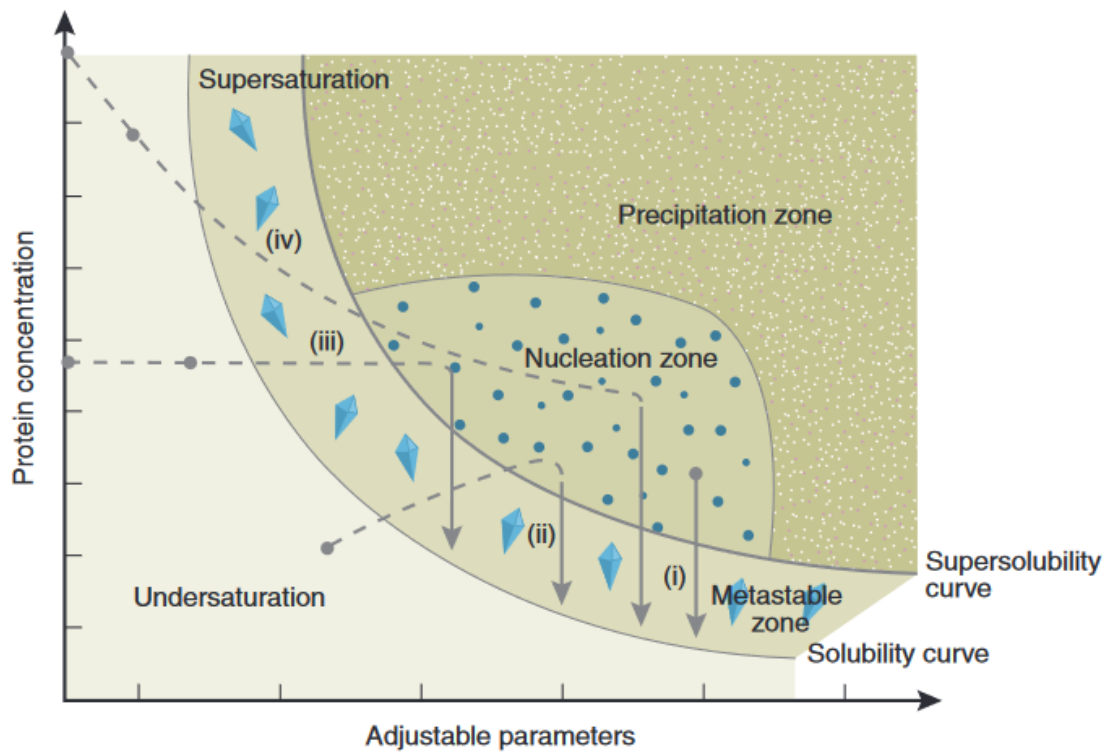 Supersaturation
Precipitation zone
(iv)
(iii)
Nucleation zone
Protein concentration
(ii)
(i)
Undersaturation
Metastable
zone
Supersolubility
curve
Solubility curve
Adjustable parameters